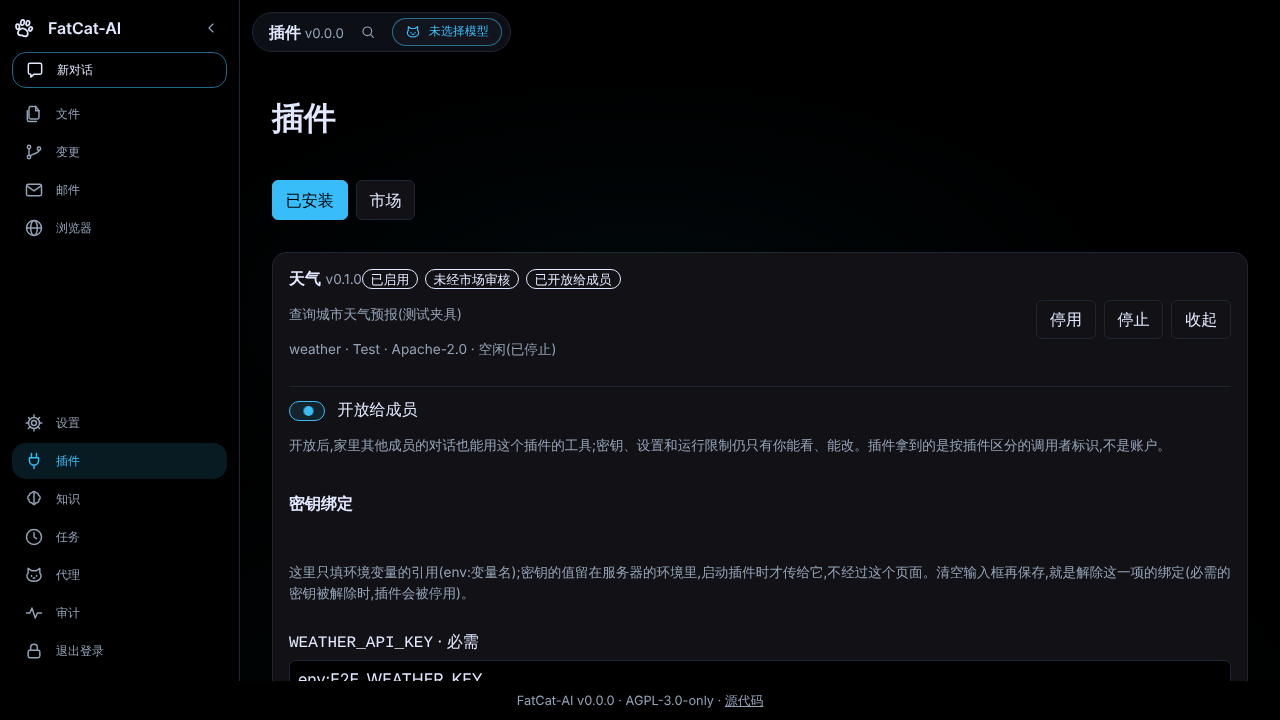 FatCat-AI
新对话
文件
变更
邮件
浏览器
设置
插件
知识
任务
代理
审计
退出登录
插件 v0.0.0
未选择模型
插件
已安装
市场
天气 v0.1.0 已启用 未经市场审核 已开放给成员
查询城市天气预报(测试夹具)
weather · Test · Apache-2.0 · 空闲(已停止)
停用
停止
收起
开放给成员
开放后,家里其他成员的对话也能用这个插件的工具;密钥、设置和运行限制仍只有你能看、能改。插件拿到的是按插件区分的调用者标识,不是账户。
密钥绑定
这里只填环境变量的引用(env:变量名);密钥的值留在服务器的环境里,启动插件时才传给它,不经过这个页面。清空输入框再保存,就是解除这一项的绑定(必需的
密钥被解除时,插件会被停用)。
WEATHER_API_KEY · 必需
env:E2E_WEATHER_KEY
FatCat-AI v0.0.0 · AGPL-3.0-only · 源代码